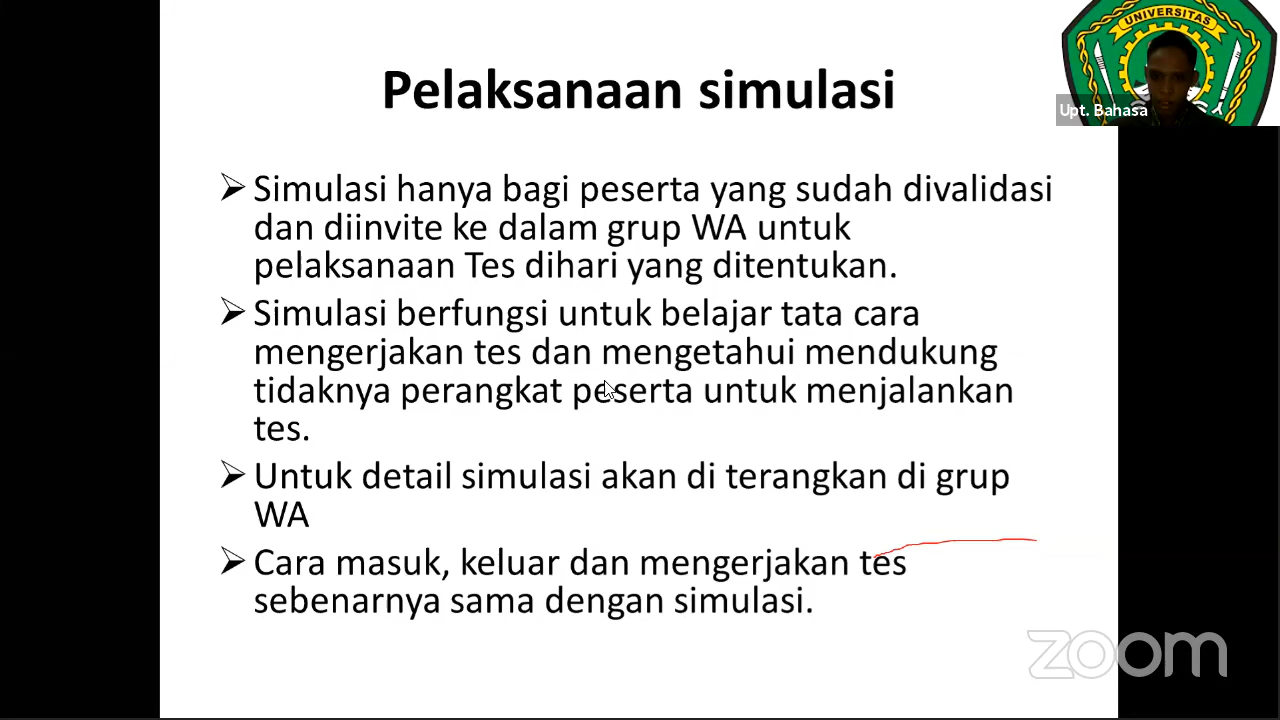 Pelaksanaan simulasi
UNIVERSITAS
Upt. Bahasa
➢ Simulasi hanya bagi peserta yang sudah divalidasi
dan diinvite ke dalam grup WA untuk
pelaksanaan Tes dihari yang ditentukan.
➢ Simulasi berfungsi untuk belajar tata cara
mengerjakan tes dan mengetahui mendukung
tidaknya perangkat peserta untuk menjalankan
tes.
➢ Untuk detail simulasi akan di terangkan di grup
WA
➢ Cara masuk, keluar dan mengerjakan tes
sebenarnya sama dengan simulasi.
zoom